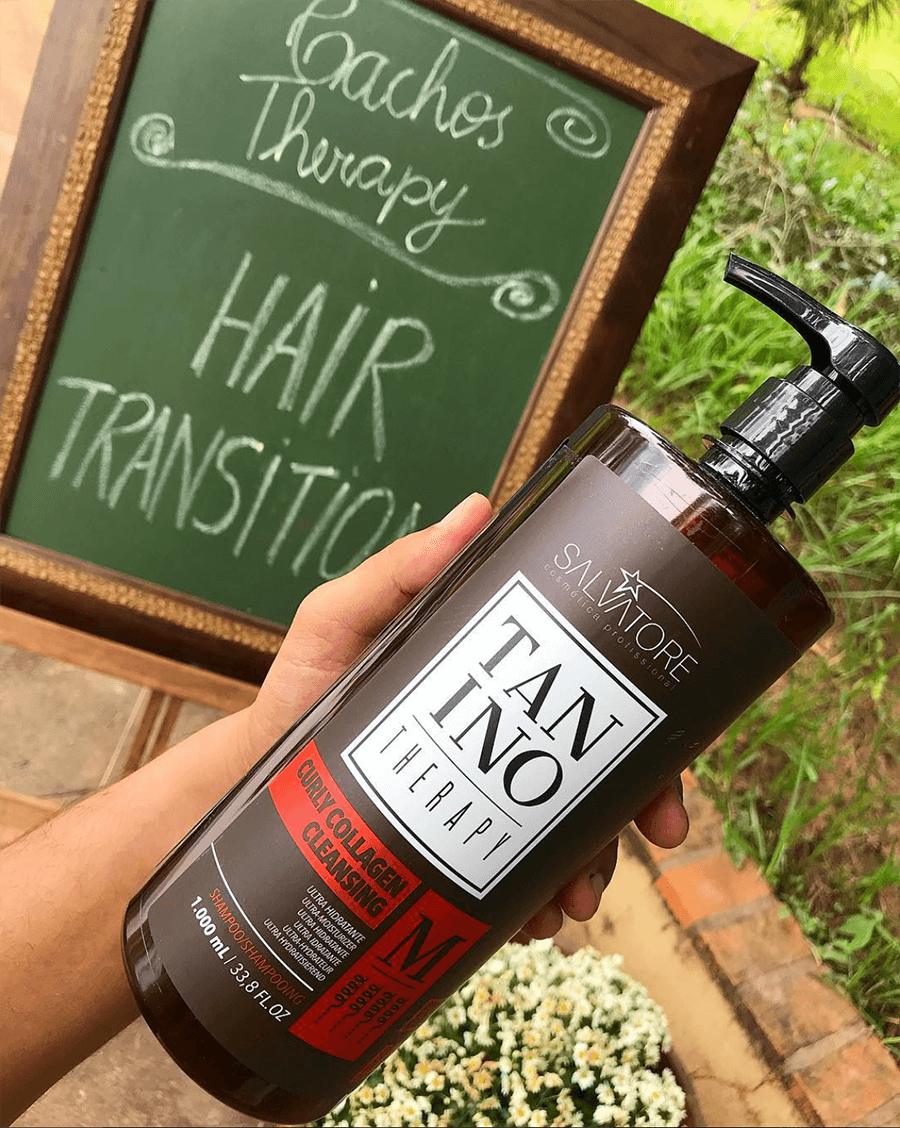 Cachos
Therapy
HAIR
TRANSITION
SALVATORE
cosmética profissional
TAN
INO
THERAPY
CURLY COLLAGEN
CLEANSING
ULTRA HIDRATANTE
ULTRA-MOISTURIZER
ULTRA HIDRATANTE
ULTRA IDRATANTE
ULTRA-HYDRATEUR
ULTRA HYDRATISIEREND
M
SHAMPOO/SHAMPOOING
1.000 mL / 33,8 FL.OZ